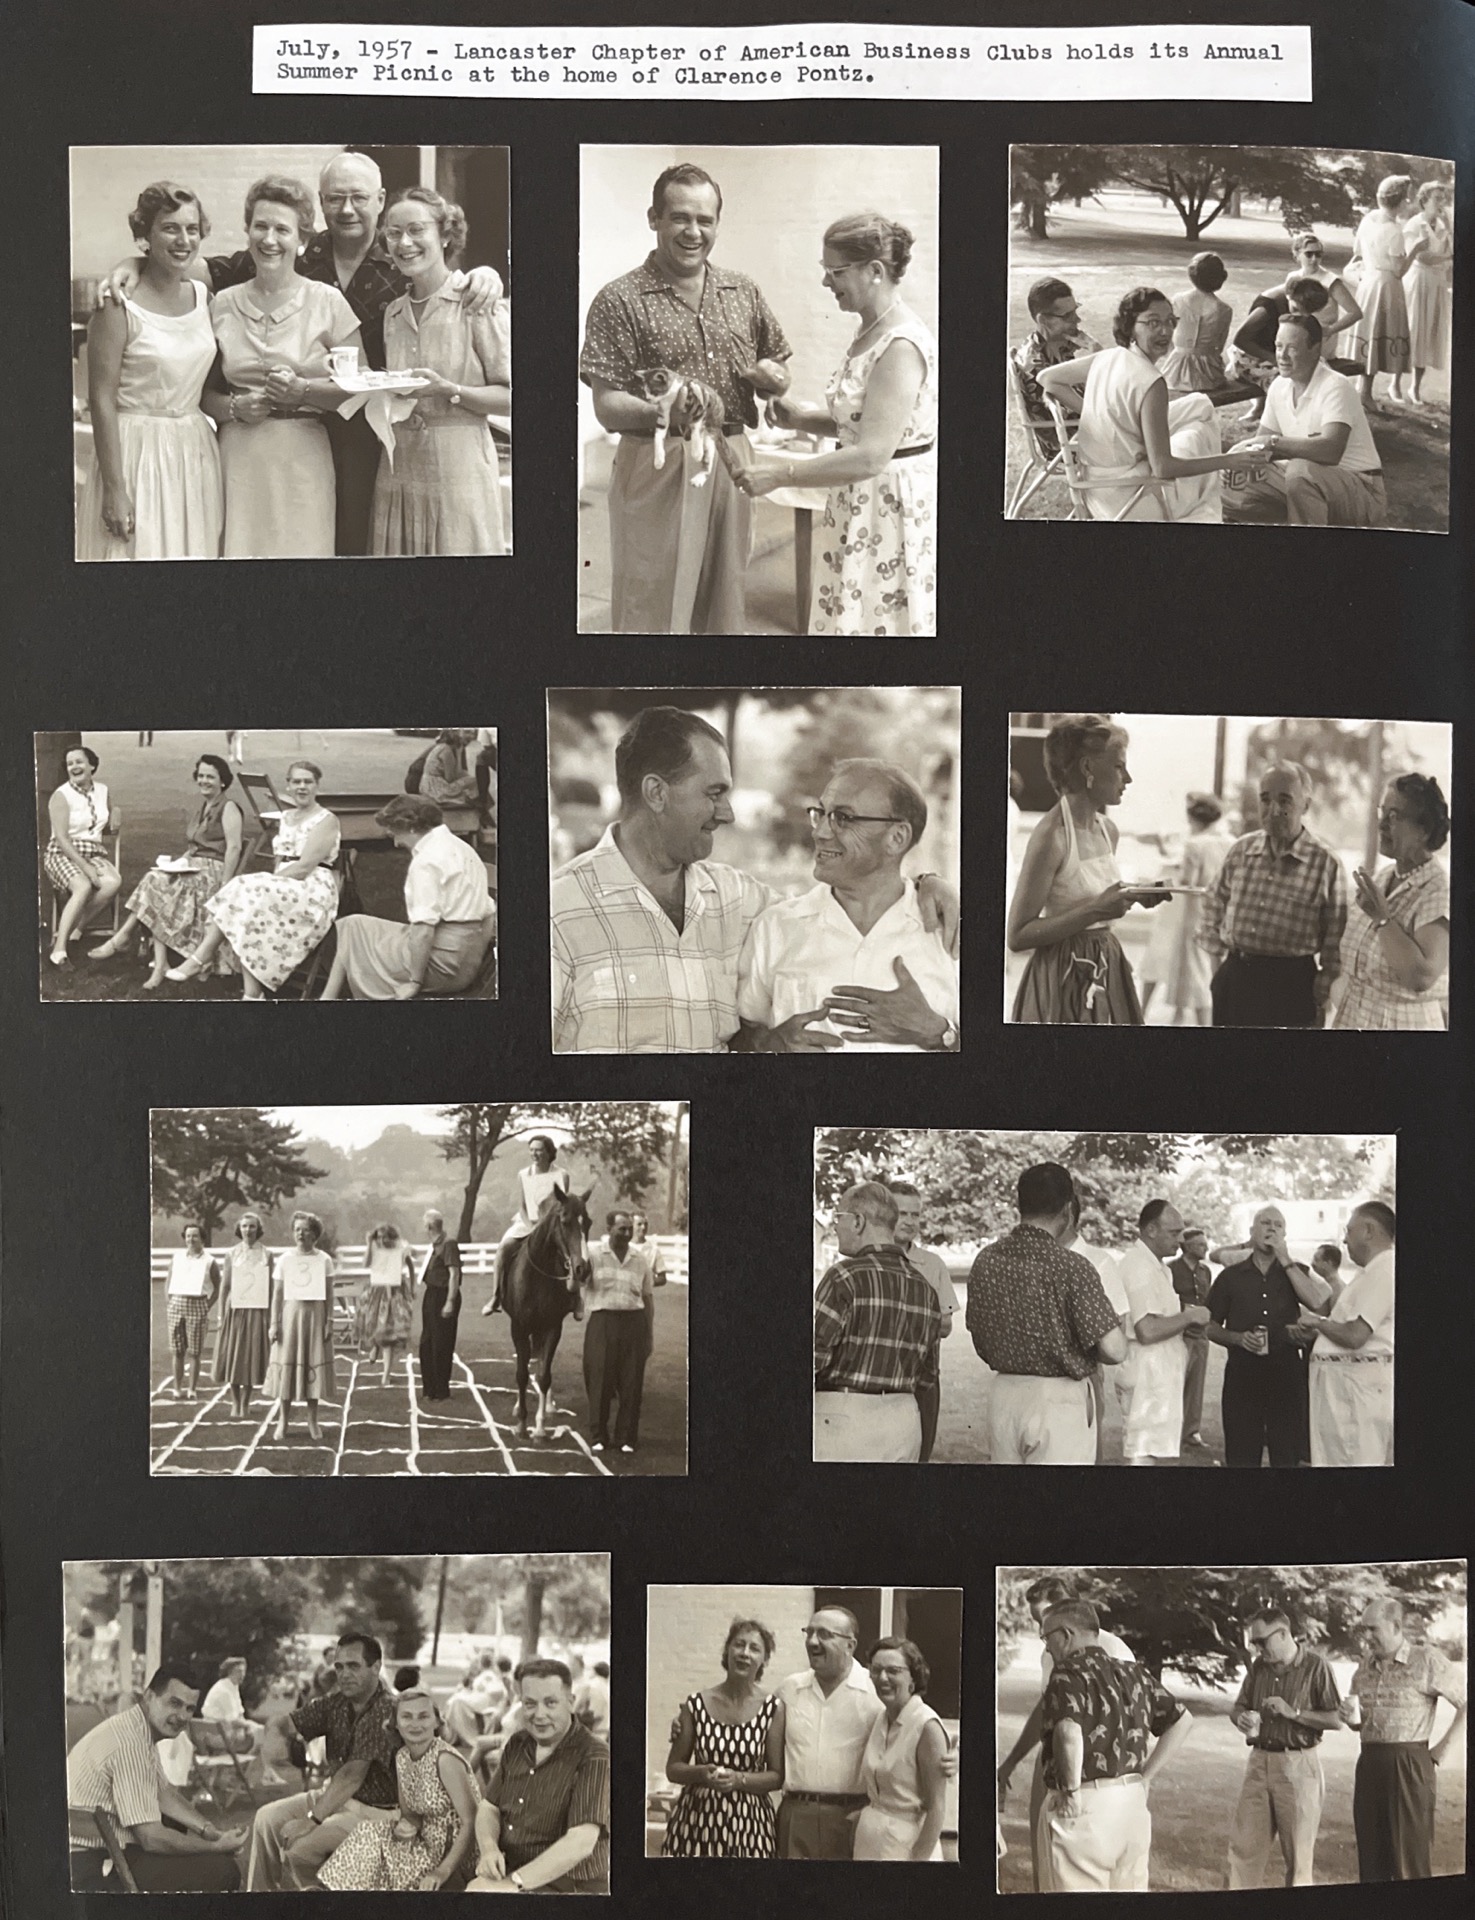 July, 1957 - Lancaster Chapter of American Business Clubs holds its Annual
Summer Picnic at the home of Clarence Pontz.
2
3